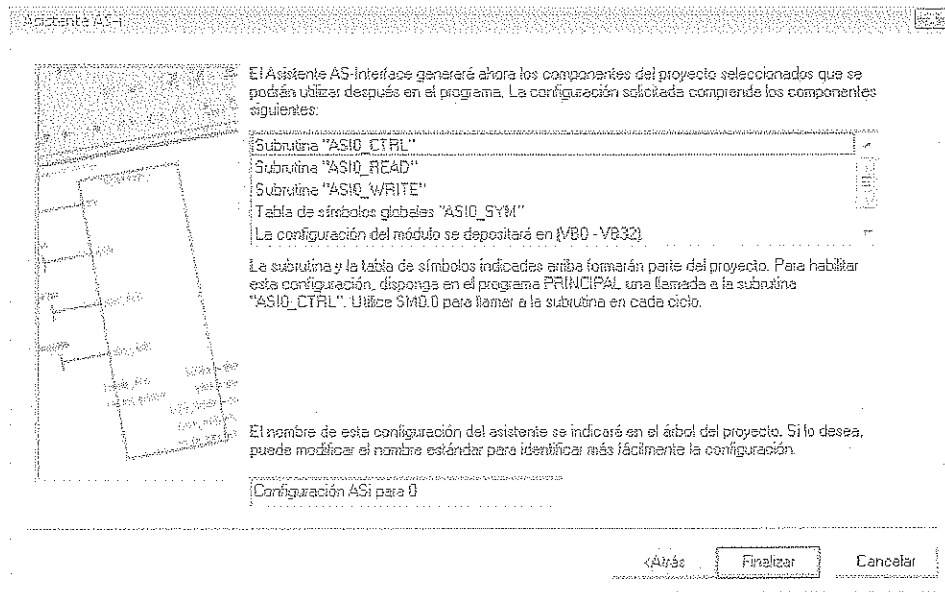 Asistente AS-i
El Asistente AS-Interface generará ahora los componentes del proyecto seleccionados que se
podrán utilizar después en el programa. La configuración solicitada comprende los componentes
siguientes:
Subrutina "ASI0_CTRL"
Subrutina "ASI0_READ"
Subrutina "ASI0_WRITE"
Tabla de símbolos globales "ASI0_SYM"
La configuración del módulo se depositará en (VB0 - VB32)
La subrutina y la tabla de símbolos indicadas arriba formarán parte del proyecto. Para habilitar
esta configuración, disponga en el programa PRINCIPAL una llamada a la subrutina
"ASI0_CTRL". Utilice SM0.0 para llamar a la subrutina en cada ciclo.
El nombre de esta configuración del asistente se indicará en el árbol del proyecto. Si lo desea,
puede modificar el nombre estándar para identificar más fácilmente la configuración.
Configuración ASi para 0
<Atrás Finalizar Cancelar